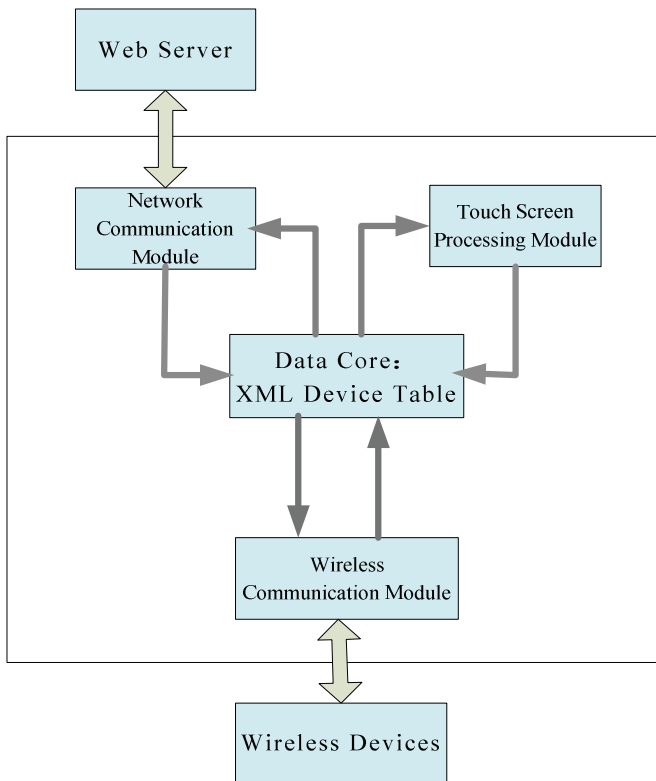 Web Server
Network
Communication
Module
Touch Screen
Processing Module
Data Core：
XML Device Table
Wireless
Communication Module
Wireless Devices